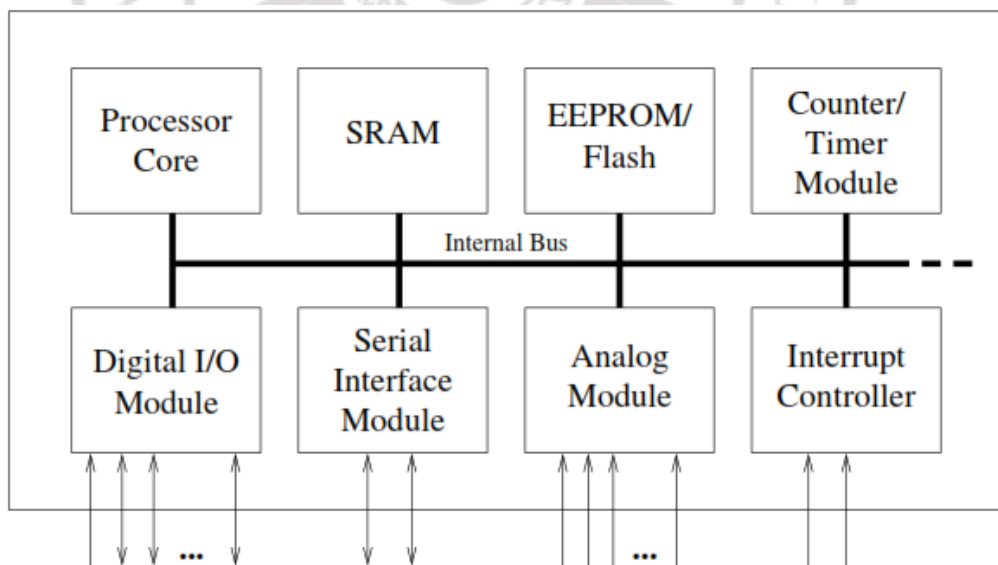 Processor
Core
SRAM
EEPROM/
Flash
Counter/
Timer
Module
Internal Bus
Digital I/O
Module
Serial
Interface
Module
Analog
Module
Interrupt
Controller
...
...